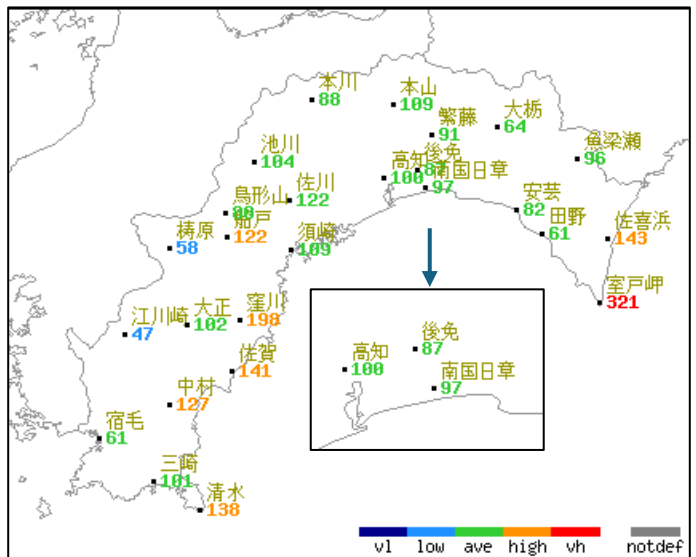 本川
88
本山
109
繁藤
91
大栃
64
魚梁瀬
96
池川
104
高知
100
後免
87
南国日章
97
佐川
122
鳥形山
船戸
122
安芸
82
田野
61
佐喜浜
143
梼原
58
須崎
109
室戸岬
321
江川崎
47
大正
102
窪川
198
佐賀
141
後免
87
高知
100
南国日章
97
中村
127
宿毛
61
三崎
101
清水
138
vl low ave high vh notdef